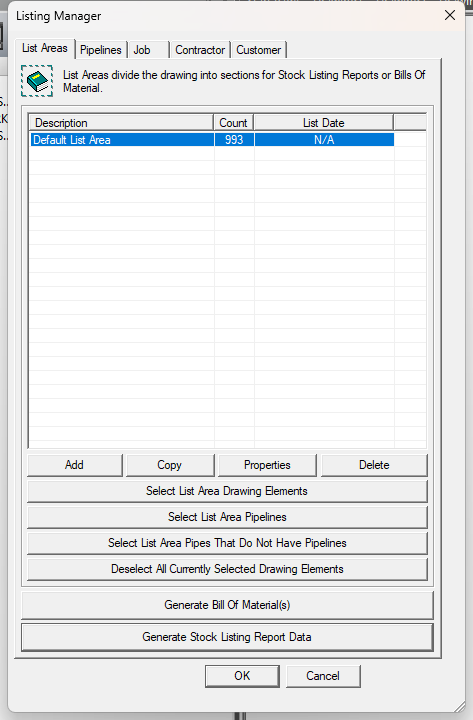 Listing Manager
List Areas Pipelines Job Contractor Customer
List Areas divide the drawing into sections for Stock Listing Reports or Bills Of
Material.
Description Count List Date
Default List Area 993 N/A
Add Copy Properties Delete
Select List Area Drawing Elements
Select List Area Pipelines
Select List Area Pipes That Do Not Have Pipelines
Deselect All Currently Selected Drawing Elements
Generate Bill Of Material(s)
Generate Stock Listing Report Data
OK Cancel